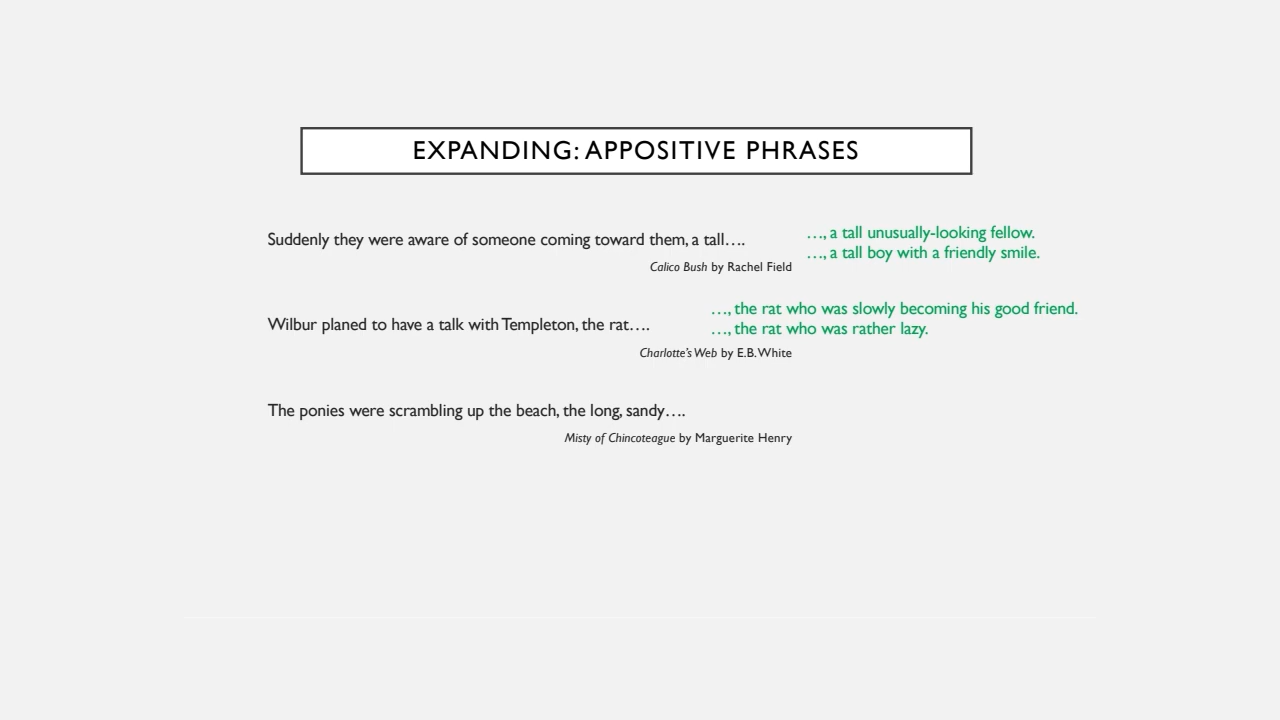 EXPANDING: APPOSITIVE PHRASES
Suddenly they were aware of someone coming toward them, a tall….
…, a tall unusually-looking fellow.
…, a tall boy with a friendly smile.
Calico Bush by Rachel Field
Wilbur planed to have a talk with Templeton, the rat….
…, the rat who was slowly becoming his good friend.
…, the rat who was rather lazy.
Charlotte's Web by E.B. White
The ponies were scrambling up the beach, the long, sandy….
Misty of Chincoteague by Marguerite Henry